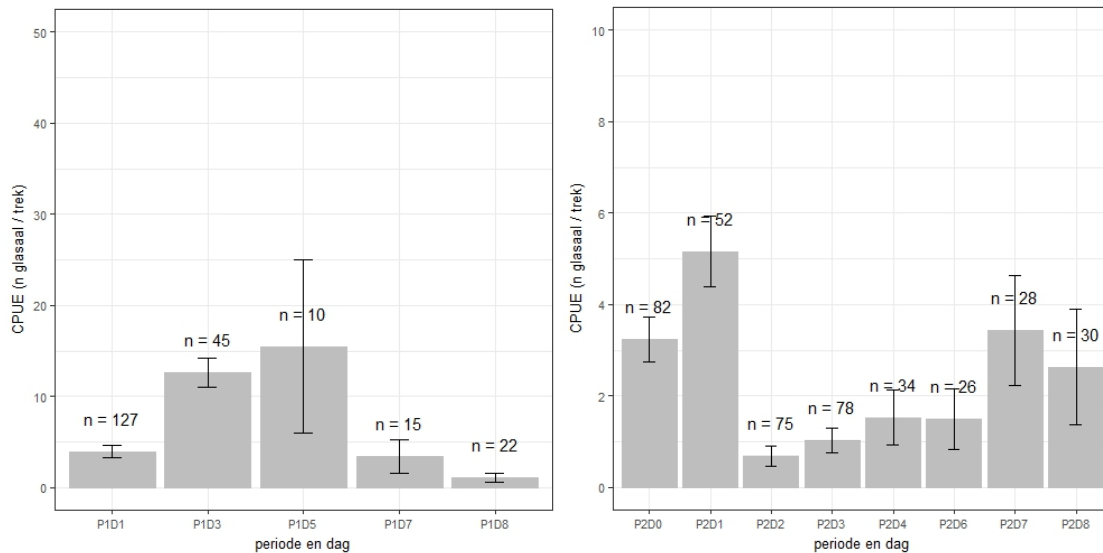 CPUE (n glasaal / trek)
50
40
30
20
10
0
n = 127
n = 45
n = 10
n = 15
n = 22
P1D1 P1D3 P1D5 P1D7 P1D8
periode en dag
CPUE (n glasaal / trek)
10
8
6
4
2
0
n = 82
n = 52
n = 75
n = 78
n = 34
n = 26
n = 28
n = 30
P2D0 P2D1 P2D2 P2D3 P2D4 P2D6 P2D7 P2D8
periode en dag